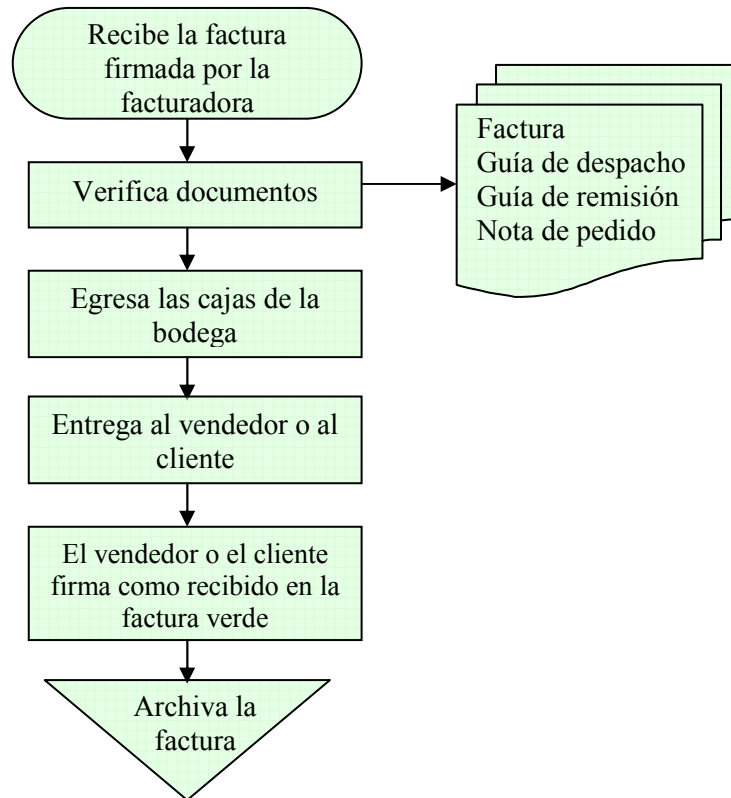 Recibe la factura
firmada por la
facturadora
Verifica documentos
Factura
Guía de despacho
Guía de remisión
Nota de pedido
Egresa las cajas de la
bodega
Entrega al vendedor o al
cliente
El vendedor o el cliente
firma como recibido en la
factura verde
Archiva la
factura